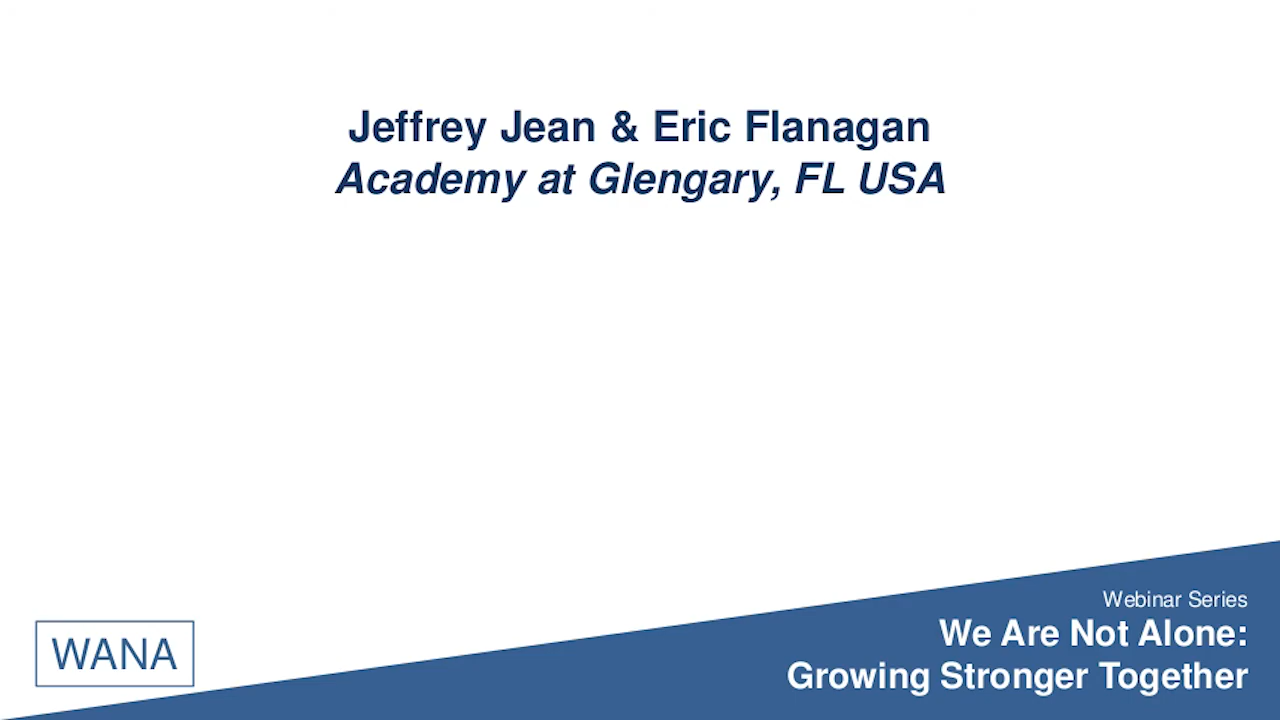 Jeffrey Jean & Eric Flanagan
Academy at Glengary, FL USA
Webinar Series
We Are Not Alone:
Growing Stronger Together
WANA